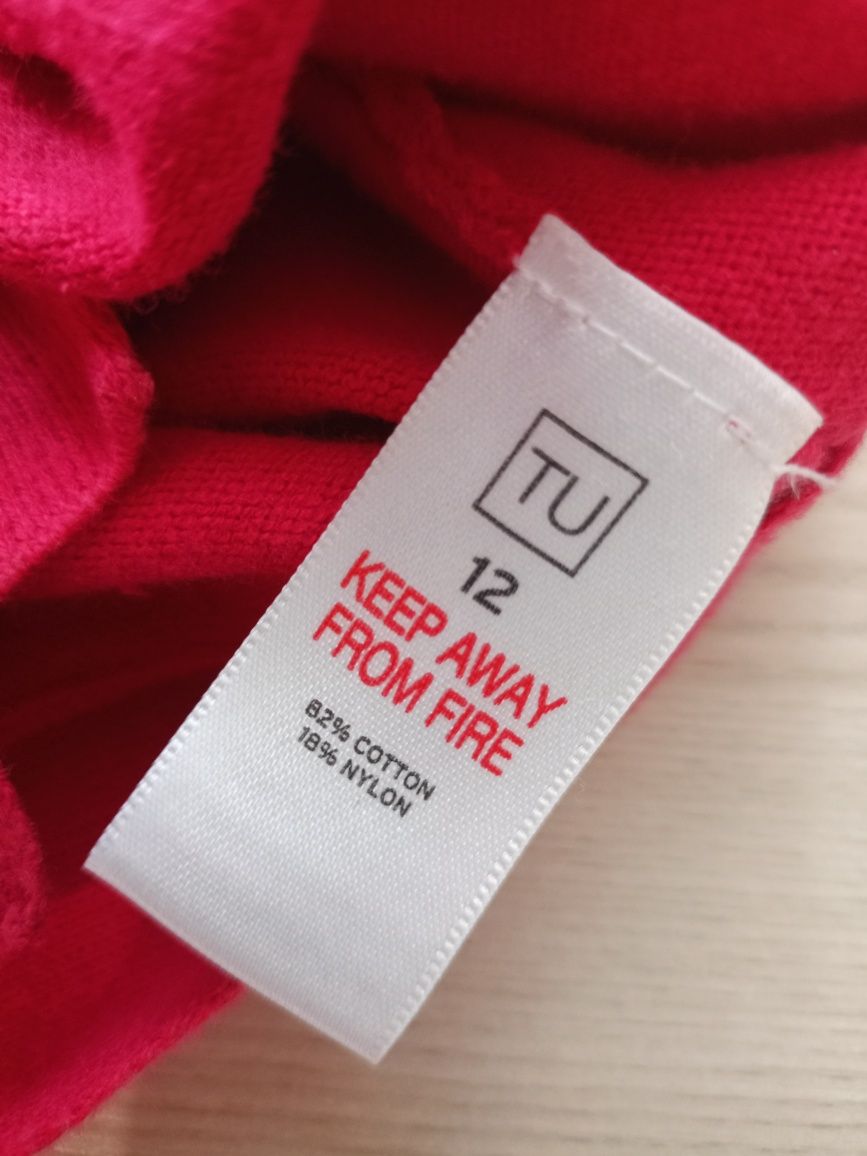 TU
12
KEEP AWAY
FROM FIRE
82% COTTON
18% NYLON